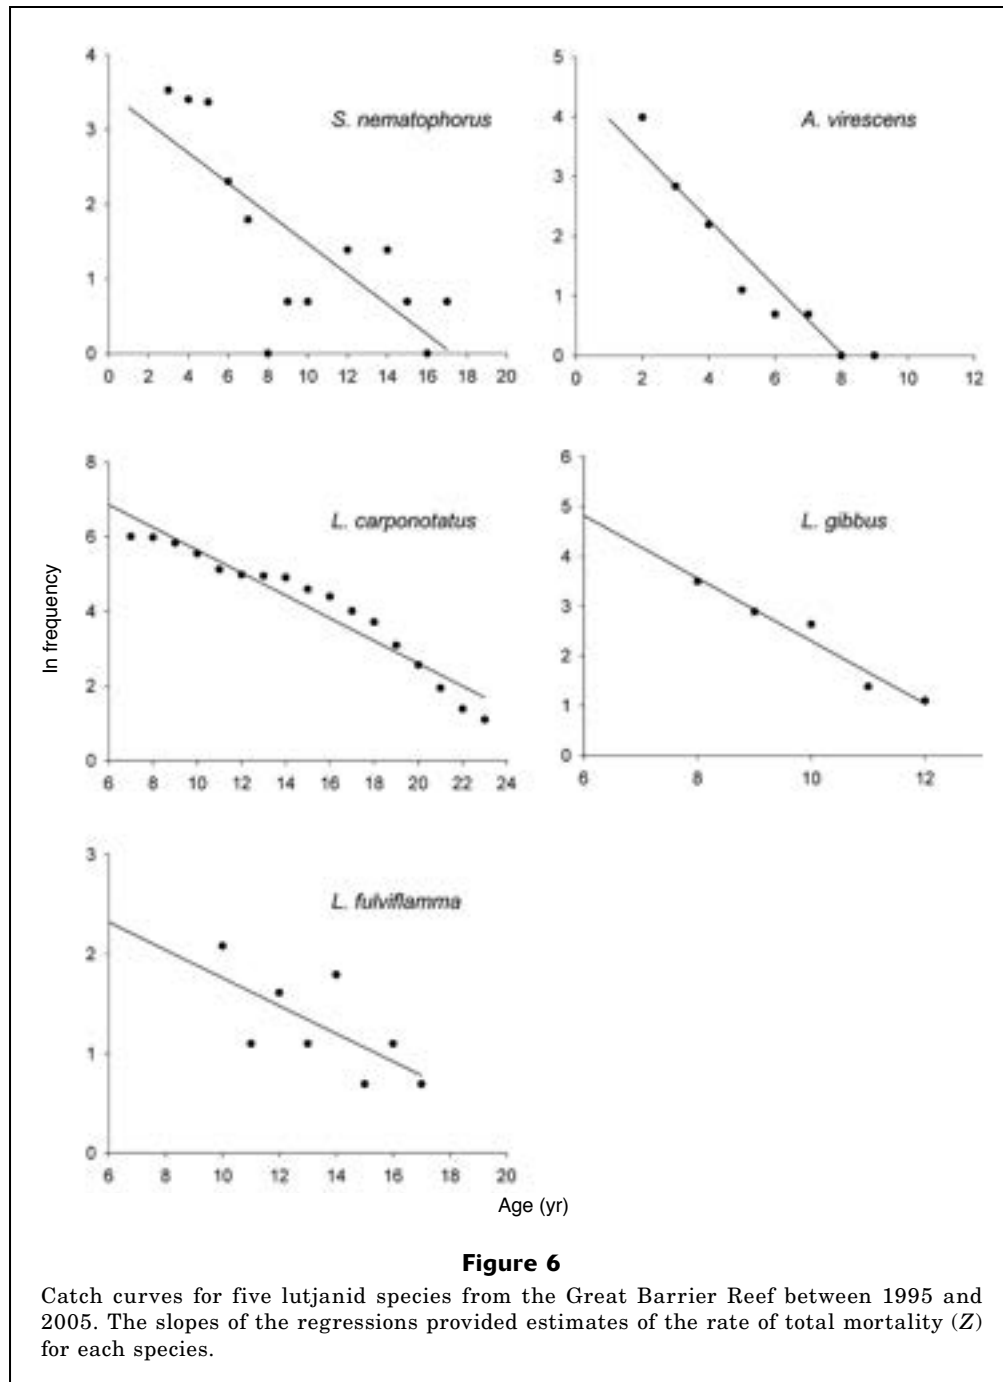 4
3
2
1
0
0 2 4 6 8 10 12 14 16 18 20
S. nematophorus
5
4
3
2
1
0
0 2 4 6 8 10 12
A. virescens
8
6
4
2
0
6 8 10 12 14 16 18 20 22 24
L. carponotatus
6
5
4
3
2
1
0
6 8 10 12
L. gibbus
ln frequency
3
2
1
0
6 8 10 12 14 16 18 20
L. fulviflamma
Age (yr)
Figure 6
Catch curves for five lutjanid species from the Great Barrier Reef between 1995 and
2005. The slopes of the regressions provided estimates of the rate of total mortality (Z)
for each species.